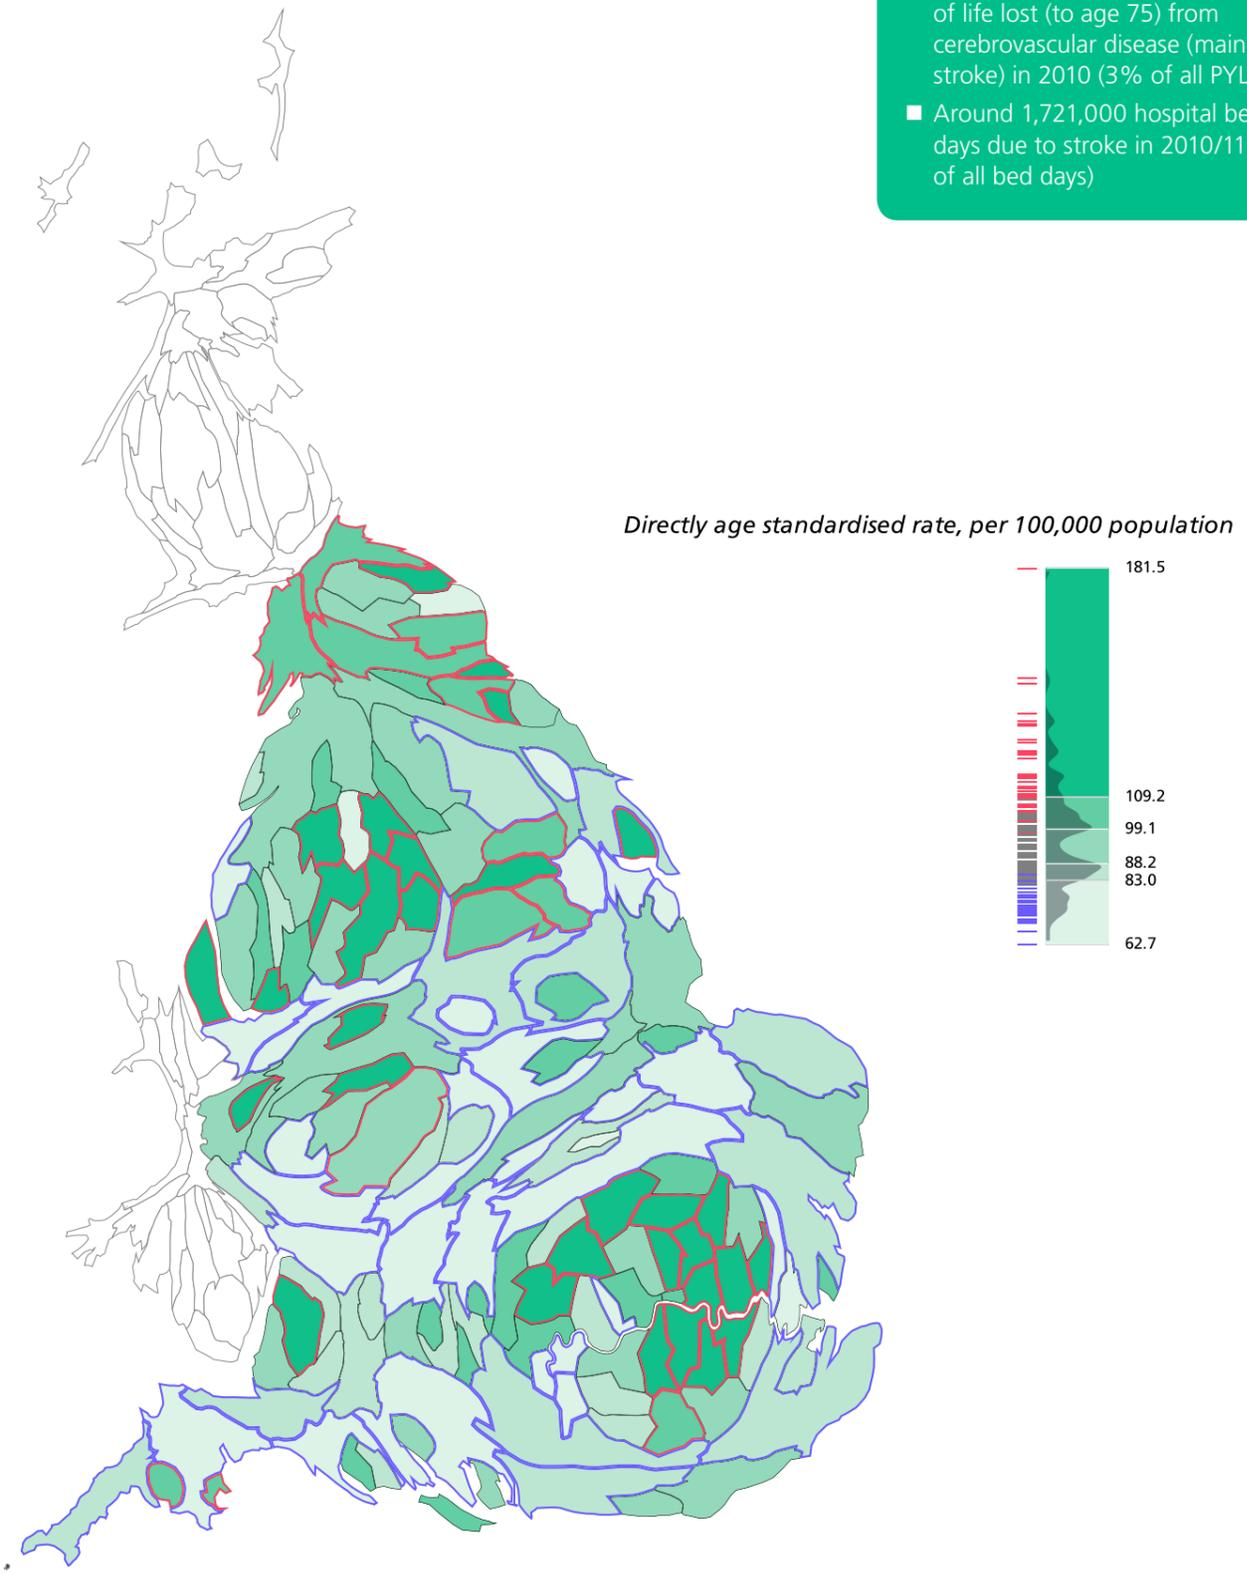 of life lost (to age 75) from
cerebrovascular disease (main
stroke) in 2010 (3% of all PYL
Around 1,721,000 hospital be
days due to stroke in 2010/11
of all bed days)
Directly age standardised rate, per 100,000 population
181.5
109.2
99.1
88.2
83.0
62.7